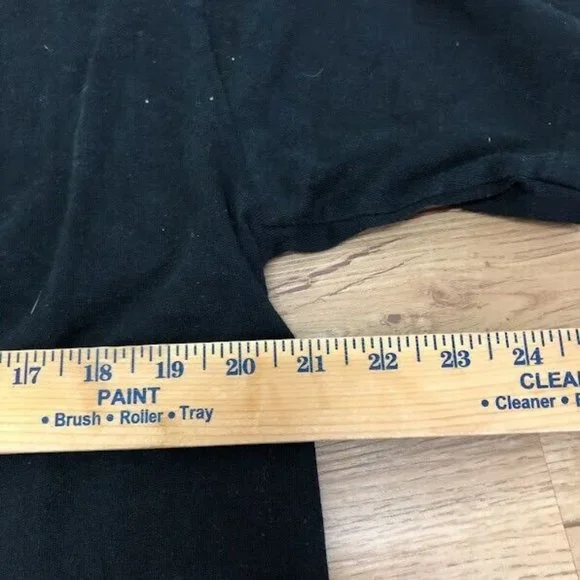 17 18 19 20 21 22 23 24
PAINT
• Brush • Roller • Tray
CLEA
• Cleaner •